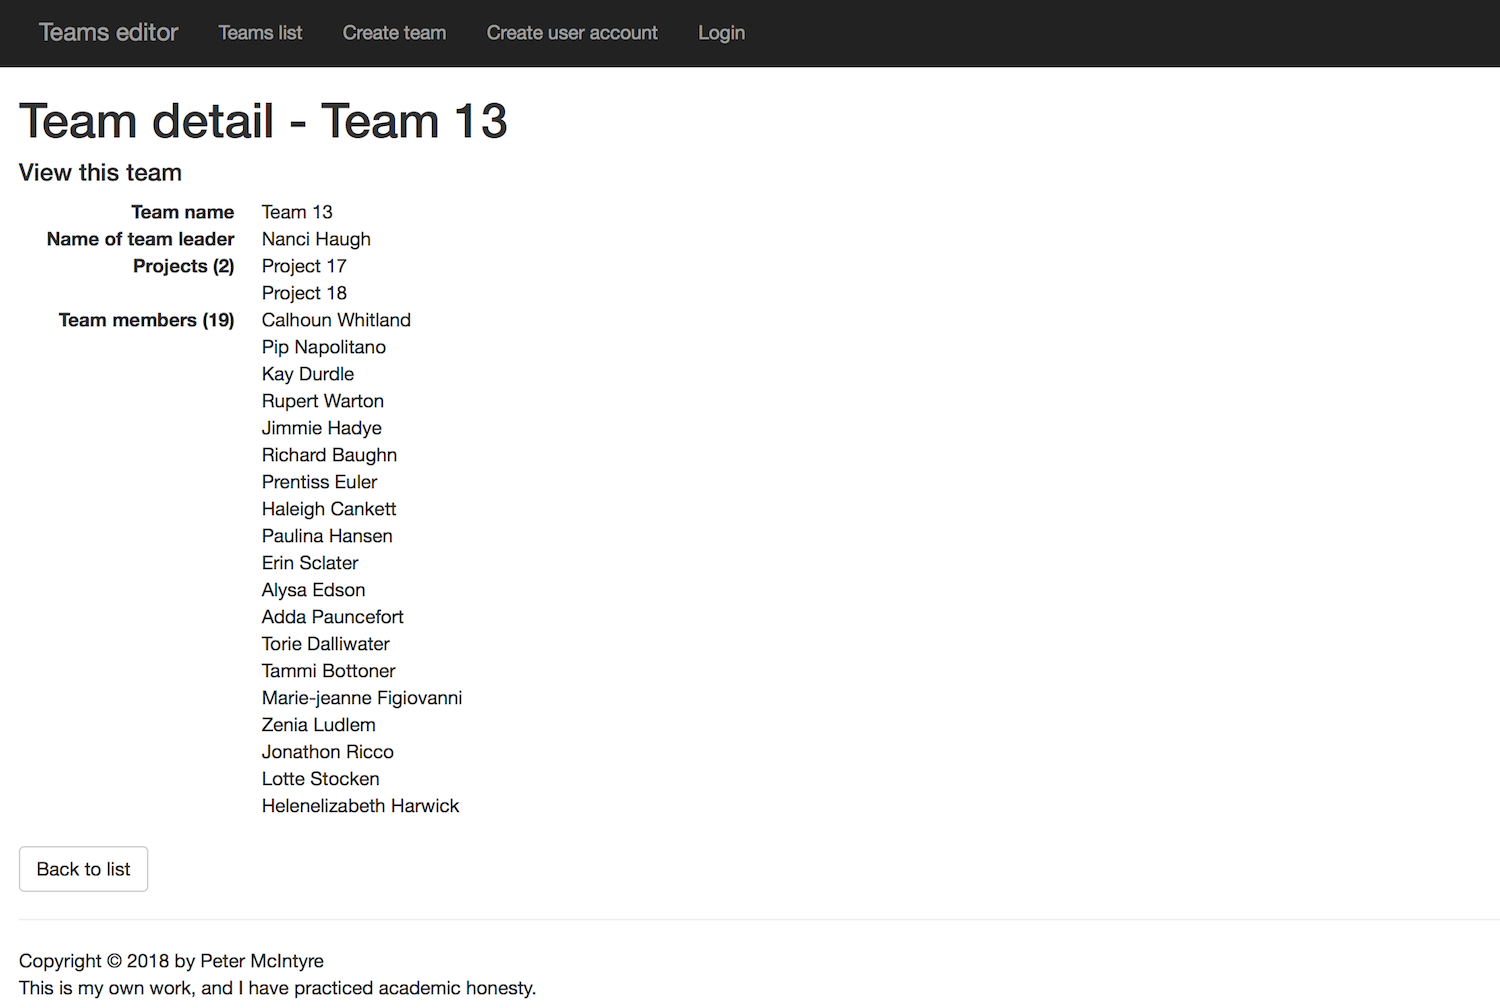 Teams editor Teams list Create team Create user account Login
Team detail - Team 13
View this team
Team name Team 13
Name of team leader Nanci Haugh
Projects (2) Project 17
Project 18
Team members (19) Calhoun Whitland
Pip Napolitano
Kay Durdle
Rupert Warton
Jimmie Hadye
Richard Baughn
Prentiss Euler
Haleigh Cankett
Paulina Hansen
Erin Sclater
Alysa Edson
Adda Pauncefort
Torie Dalliwater
Tammi Bottoner
Marie-jeanne Figiovanni
Zenia Ludlem
Jonathon Ricco
Lotte Stocken
Helenelizabeth Harwick
Back to list
Copyright © 2018 by Peter McIntyre
This is my own work, and I have practiced academic honesty.